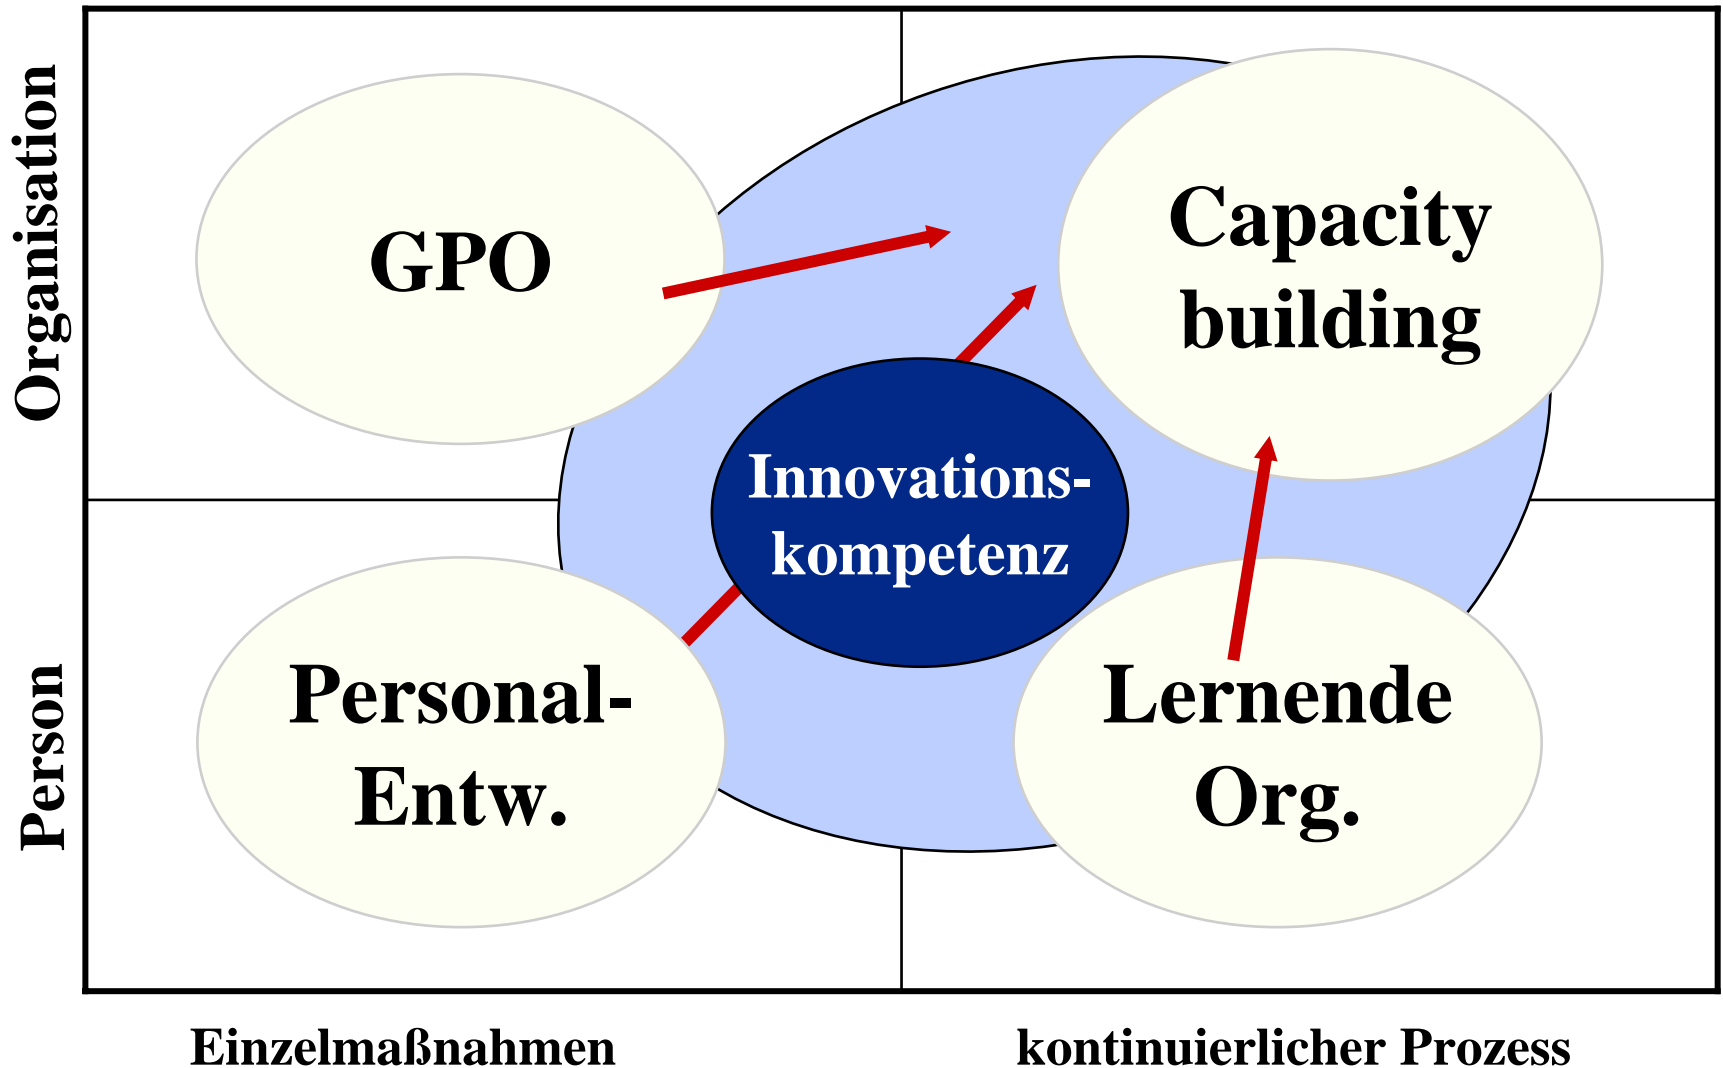 Organisation
GPO
Capacity
building
Innovations-
kompetenz
Person
Personal-
Entw.
Lernende
Org.
Einzelmaßnahmen
kontinuierlicher Prozess